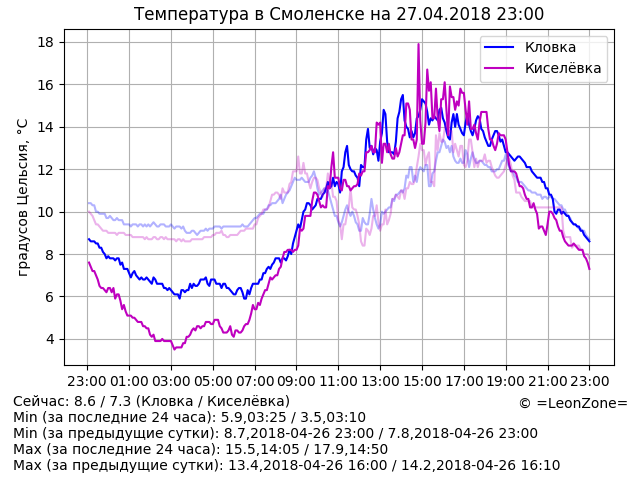 Температура в Смоленске на 27.04.2018 23:00
градусов Цельсия, °C
18
16
14
12
10
8
6
4
Кловка
Киселёвка
23:00 01:00 03:00 05:00 07:00 09:00 11:00 13:00 15:00 17:00 19:00 21:00 23:00
Сейчас: 8.6 / 7.3 (Кловка / Киселёвка)
© =LeonZone=
Min (за последние 24 часа): 5.9,03:25 / 3.5,03:10
Min (за предыдущие сутки): 8.7,2018-04-26 23:00 / 7.8,2018-04-26 23:00
Max (за последние 24 часа): 15.5,14:05 / 17.9,14:50
Max (за предыдущие сутки): 13.4,2018-04-26 16:00 / 14.2,2018-04-26 16:10